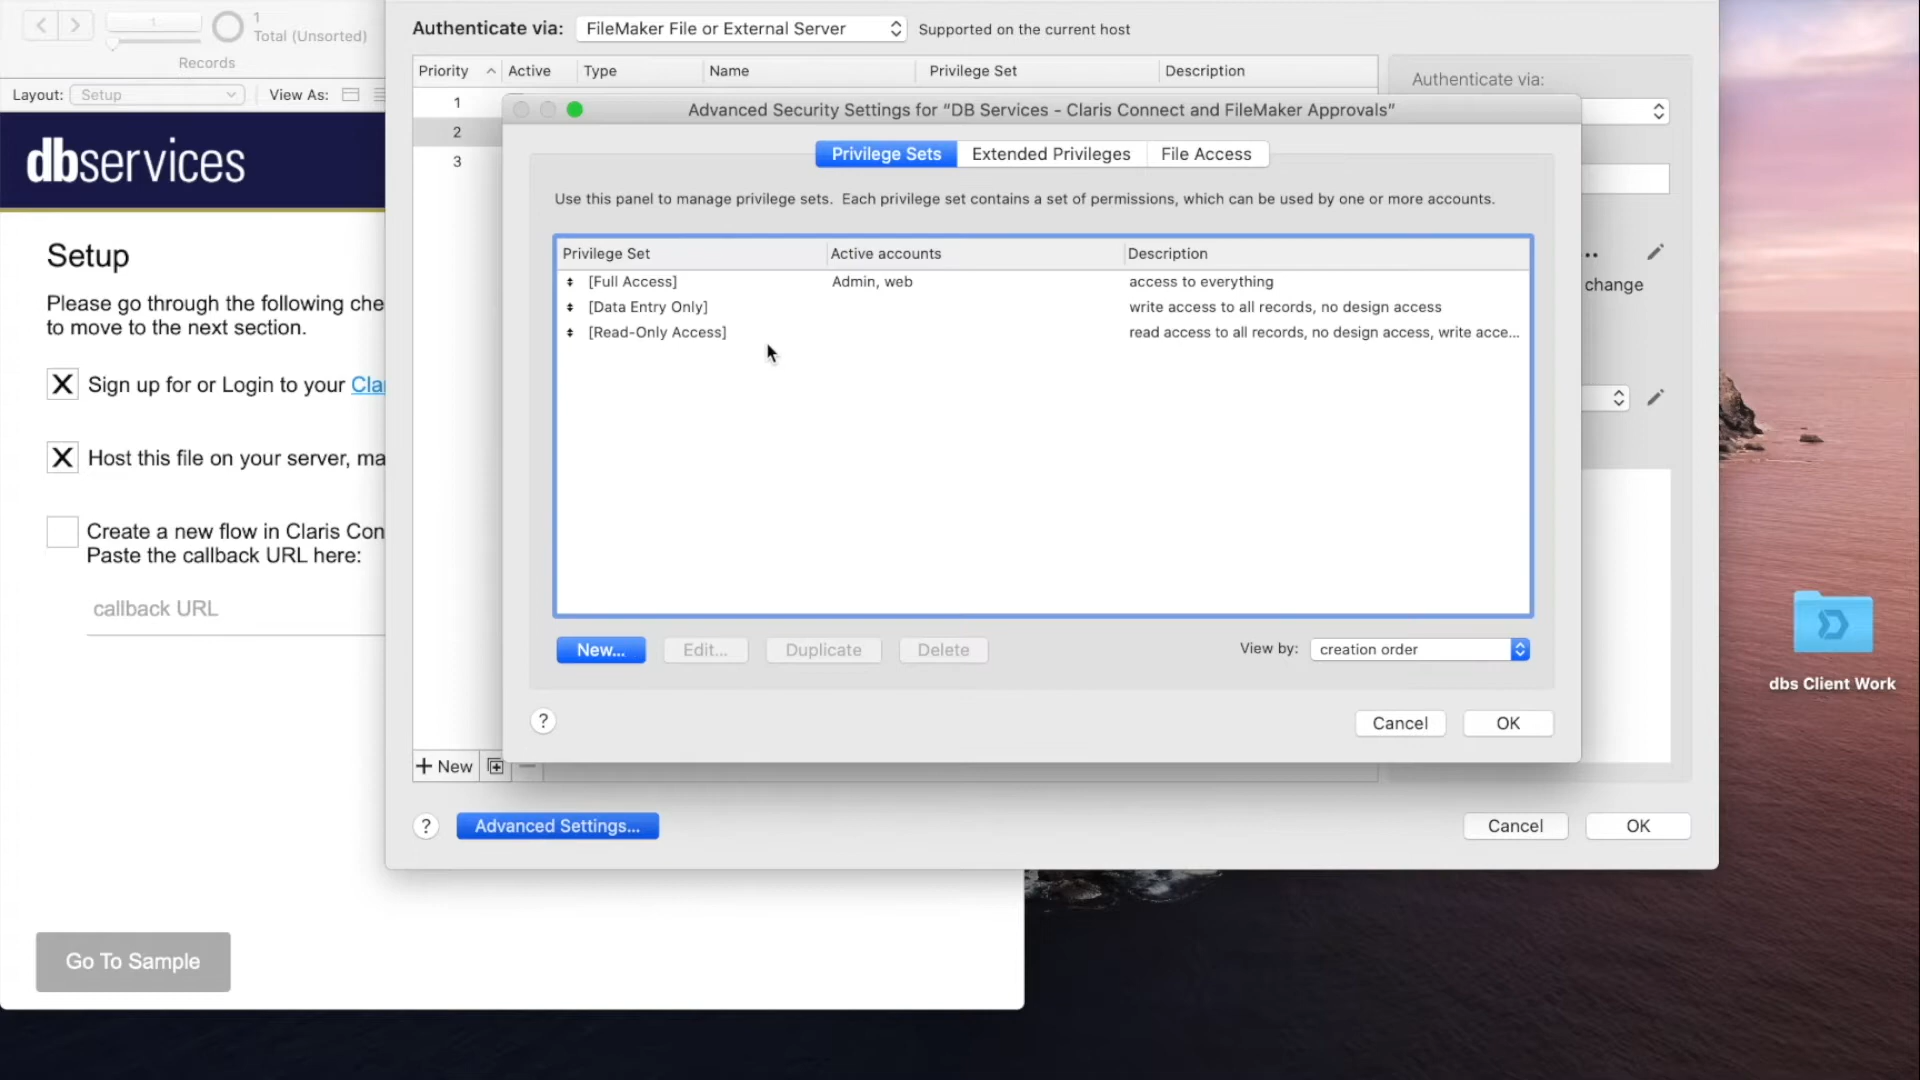 1
1
Total (Unsorted)
Records
Layout: Setup
View As:
dbservices
Setup
Please go through the following che
to move to the next section.
X Sign up for or Login to your Cla
X Host this file on your server, ma
Create a new flow in Claris Con
Paste the callback URL here:
callback URL
Go To Sample
Authenticate via: FileMaker File or External Server Supported on the current host
Priority Active Type Name Privilege Set Description
1
2
3
Authenticate via:
change
+ New
? Advanced Settings...
Cancel OK
Advanced Security Settings for "DB Services - Claris Connect and FileMaker Approvals"
Privilege Sets Extended Privileges File Access
Use this panel to manage privilege sets. Each privilege set contains a set of permissions, which can be used by one or more accounts.
Privilege Set Active accounts Description
[Full Access] Admin, web access to everything
[Data Entry Only] write access to all records, no design access
[Read-Only Access] read access to all records, no design access, write acce...
New... Edit... Duplicate Delete View by: creation order
? Cancel OK
dbs Client Work